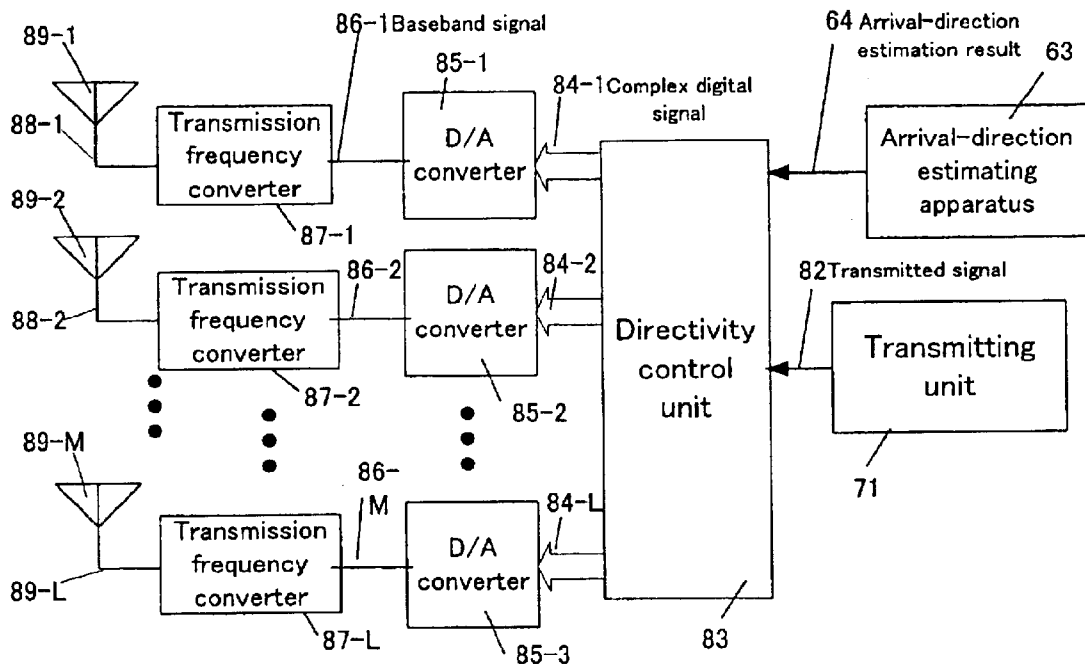 89-1
86-1 Baseband signal
64 Arrival-direction
estimation result
63
85-1
84-1 Complex digital
signal
88-1
Transmission
frequency
converter
D/A
converter
Arrival-direction
estimating
apparatus
89-2
87-1
86-2
84-2
82 Transmitted signal
88-2
Transmission
frequency
converter
D/A
converter
Directivity
control
unit
Transmitting
unit
87-2
85-2
89-M
86-
M
84-L
71
Transmission
frequency
converter
D/A
converter
89-L
87-L
85-3
83